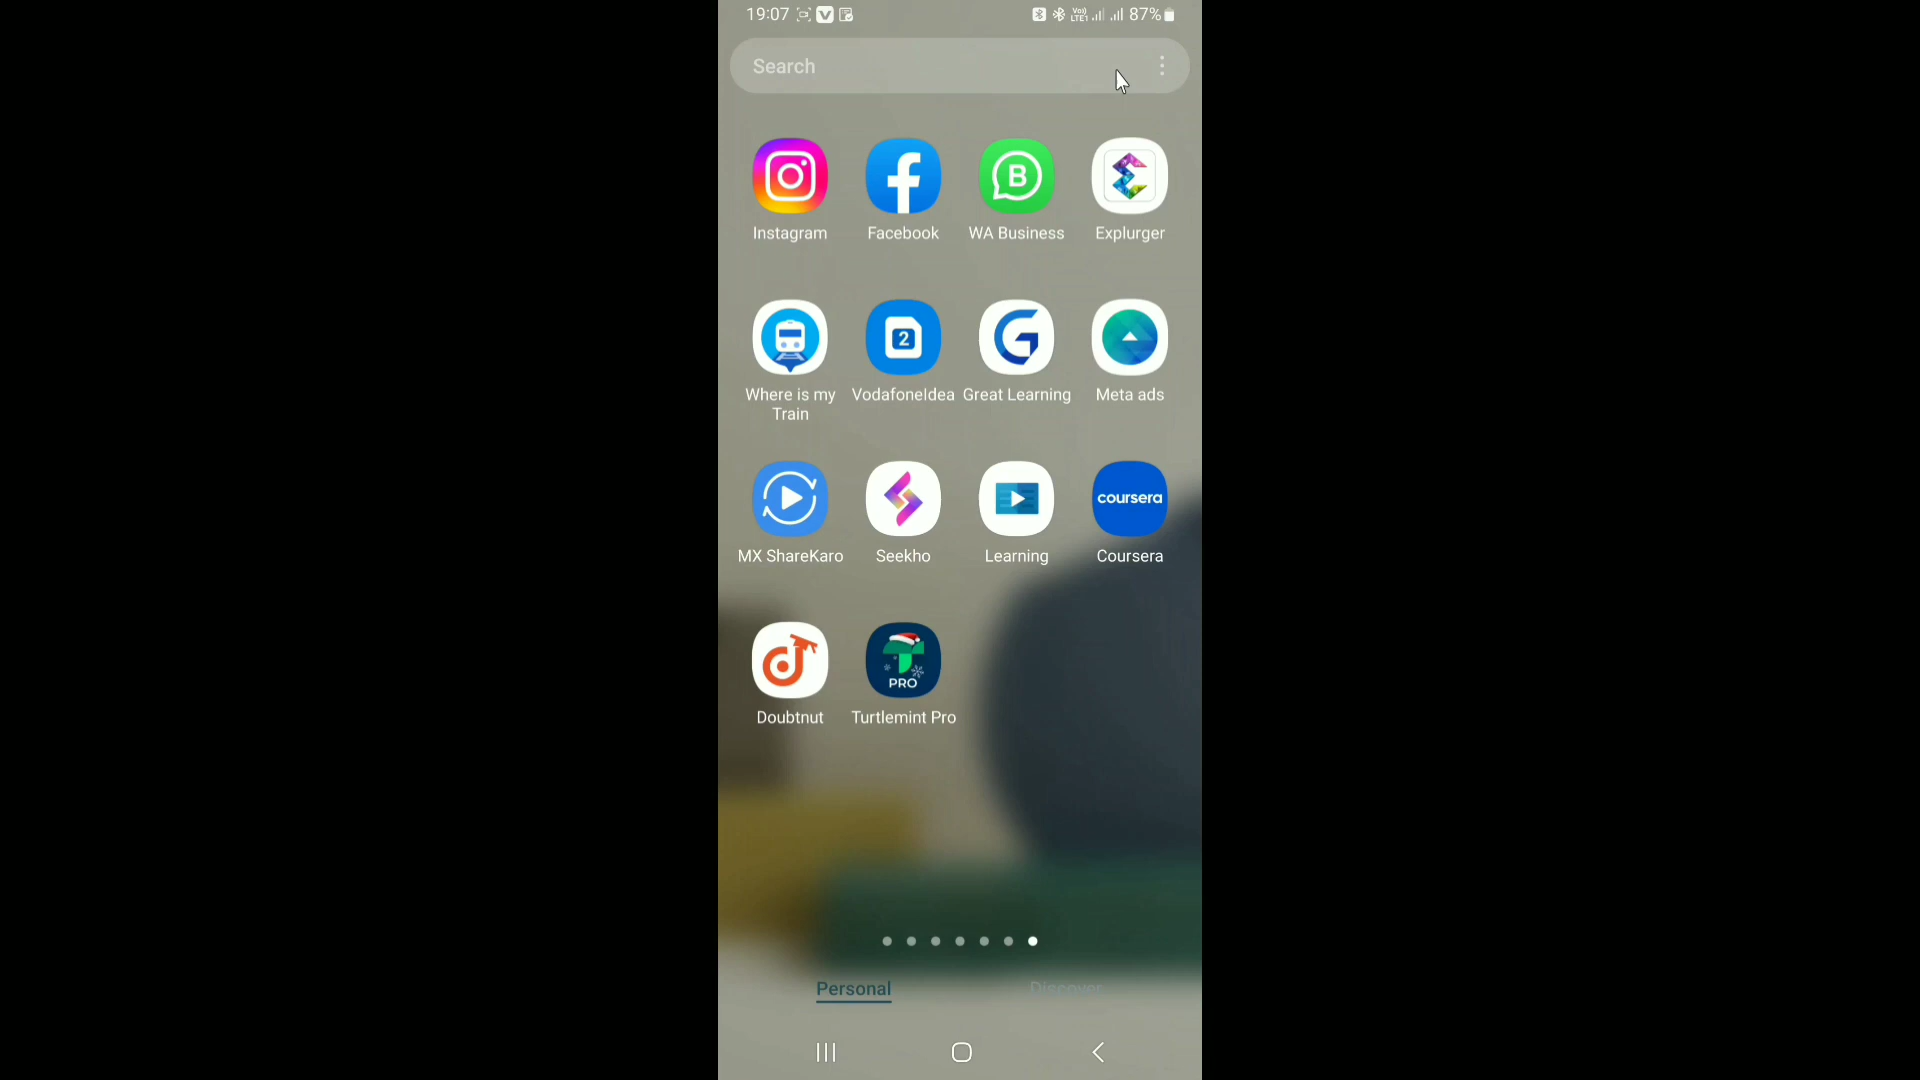 19:07 87%
Search
Instagram Facebook WA Business Explurger
Where is my Train VodafoneIdea Great Learning Meta ads
coursera
MX ShareKaro Seekho Learning Coursera
PRO
Doubtnut Turtlemint Pro
Personal Discover